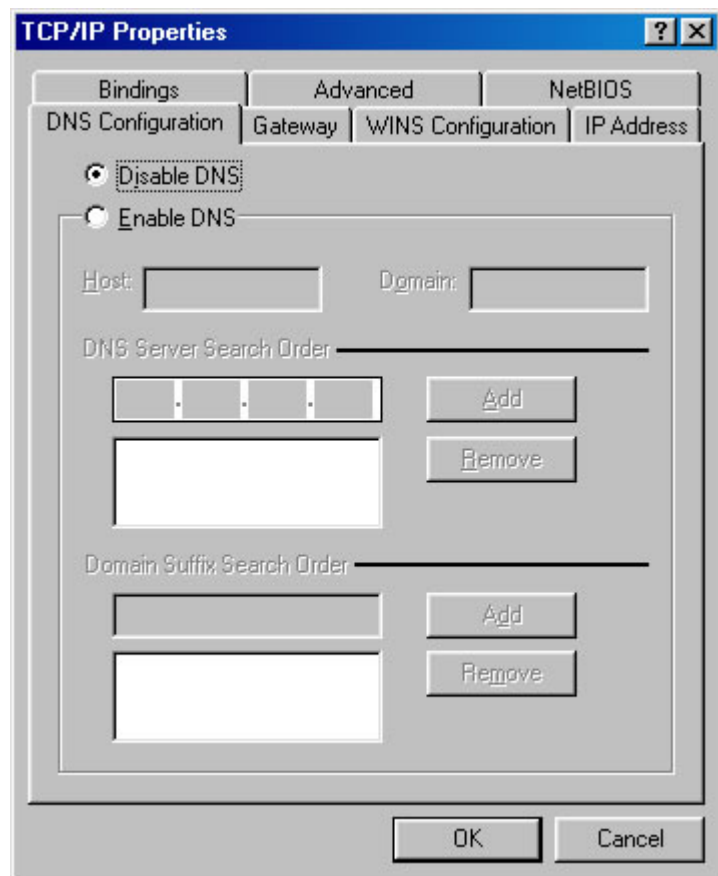 TCP/IP Properties
Bindings
Advanced
NetBIOS
DNS Configuration
Gateway
WINS Configuration
IP Address
Disable DNS
Enable DNS
Host:
Domain:
DNS Server Search Order
. . .
Add
Remove
Domain Suffix Search Order
Add
Remove
OK
Cancel